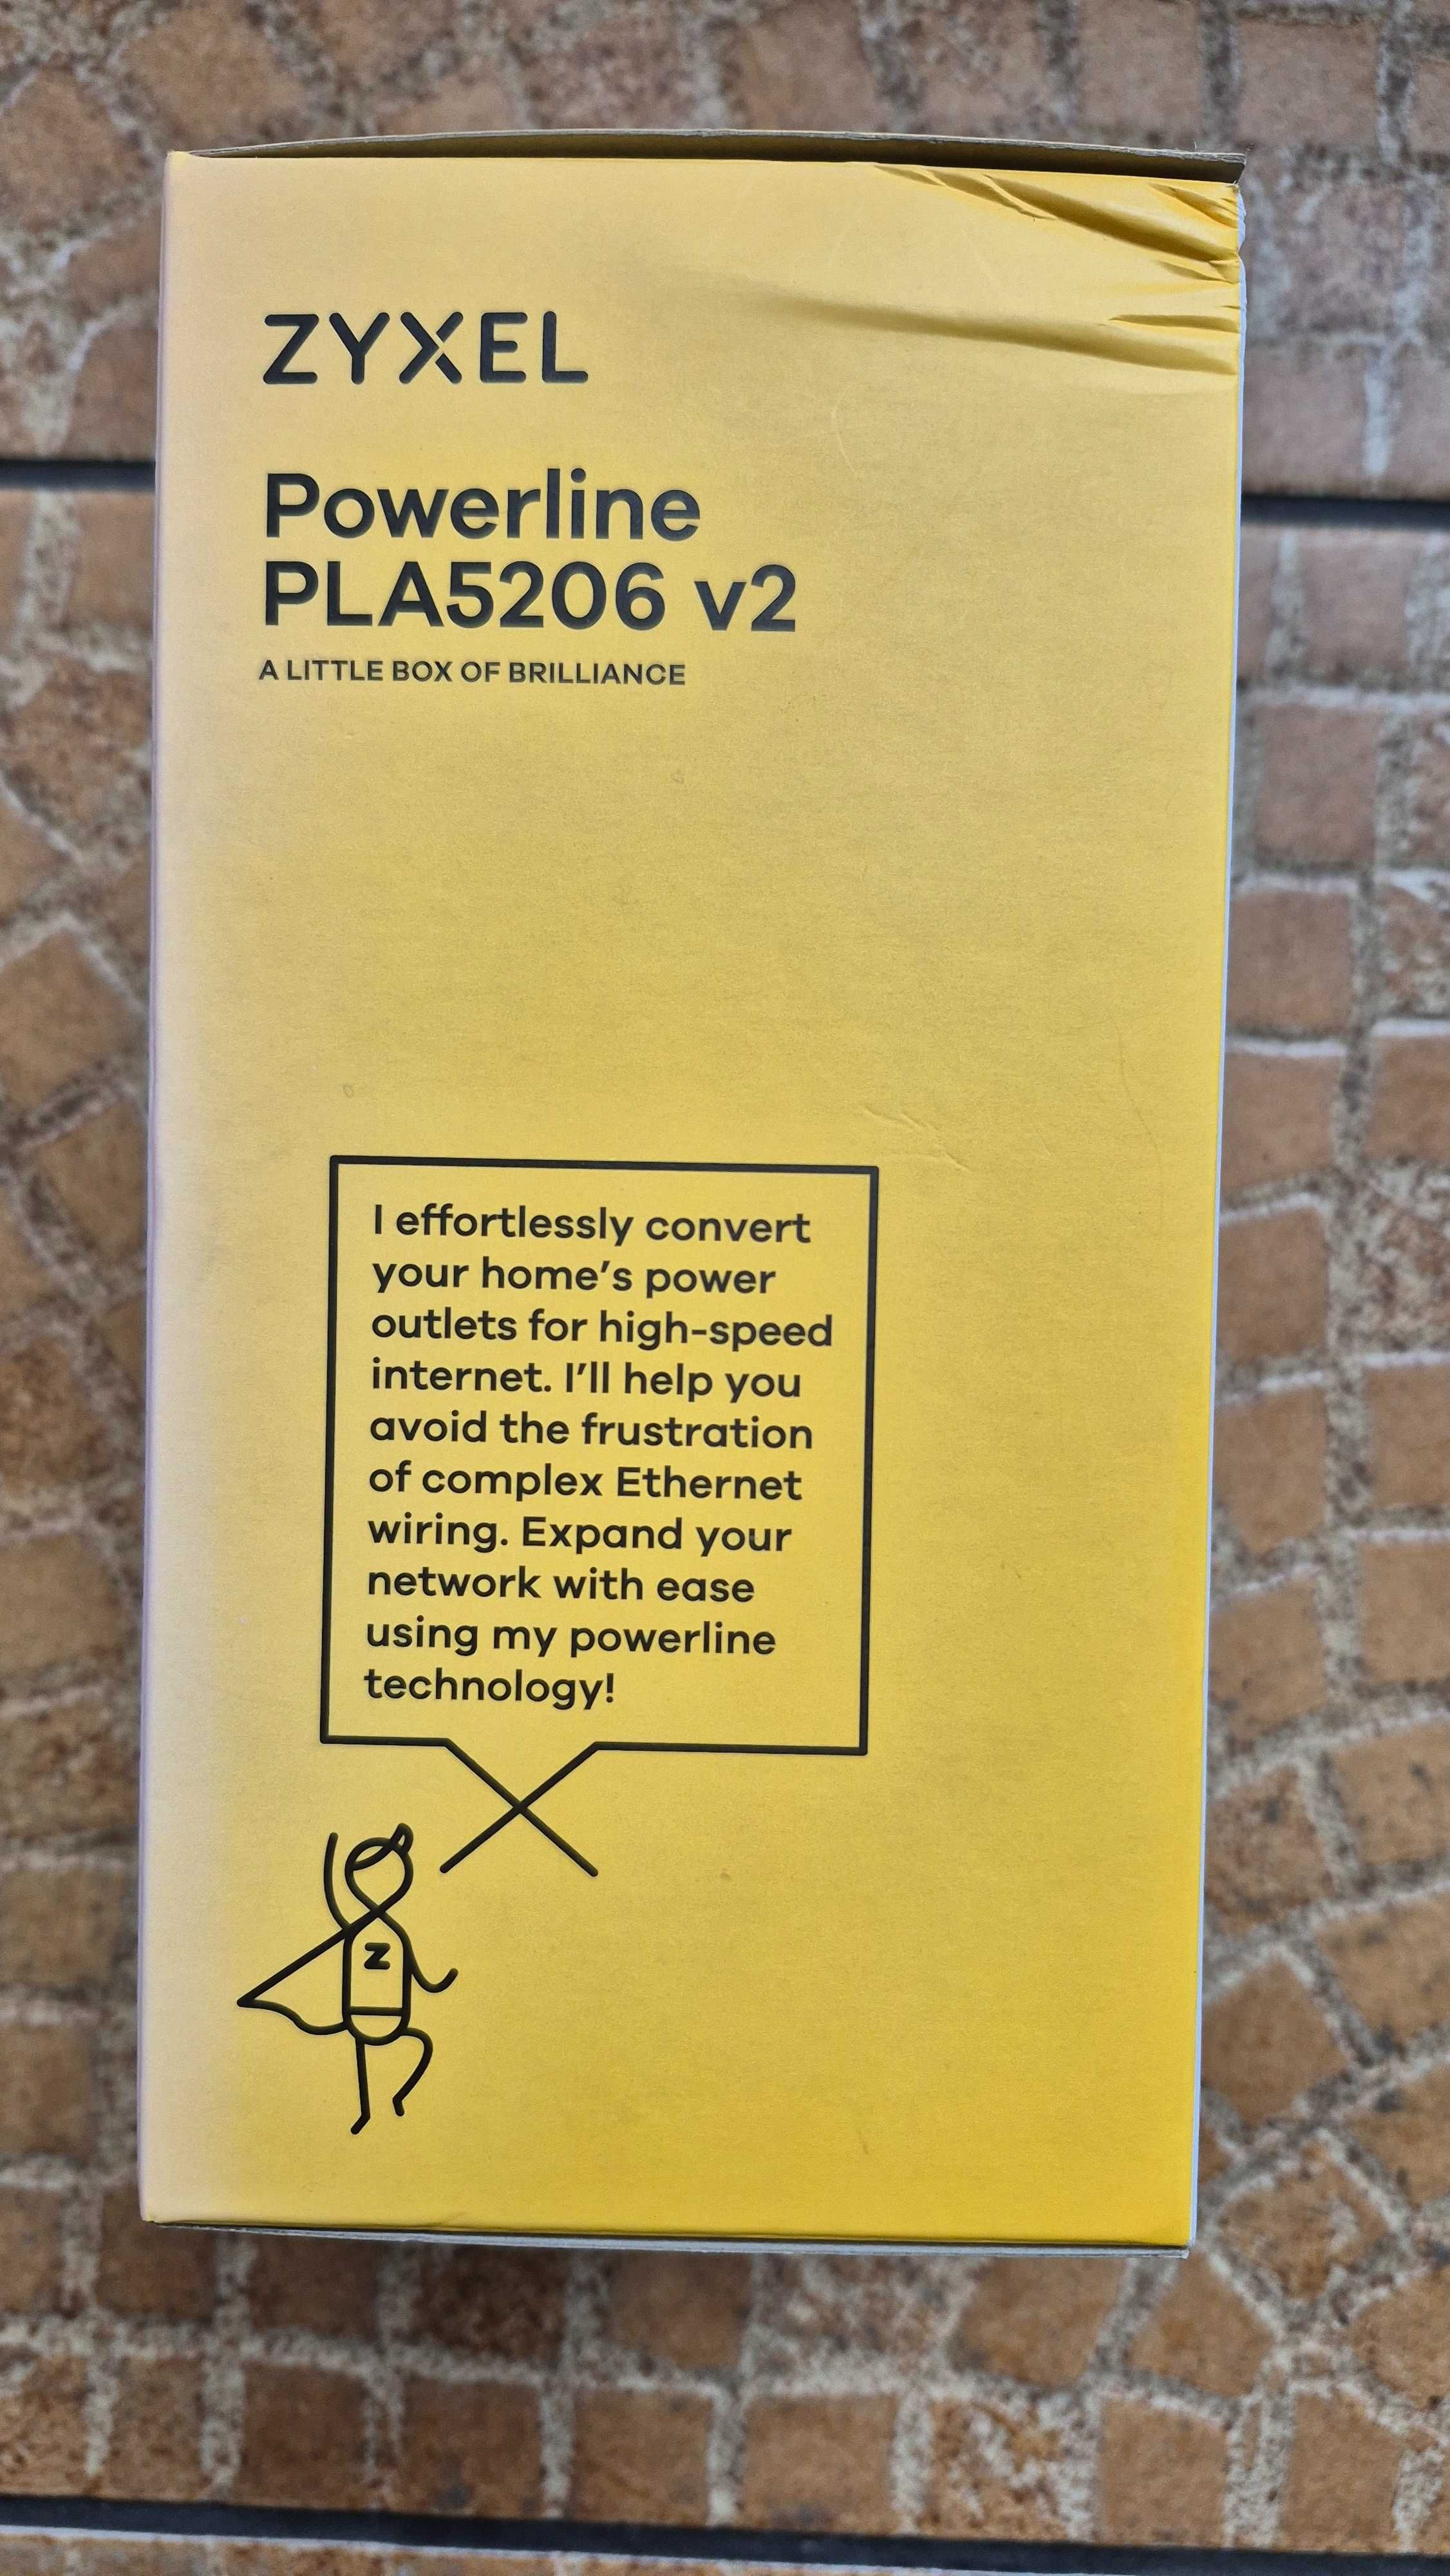 ZYXEL
Powerline
PLA5206 v2
A LITTLE BOX OF BRILLIANCE
I effortlessly convert
your home’s power
outlets for high-speed
internet. I’ll help you
avoid the frustration
of complex Ethernet
wiring. Expand your
network with ease
using my powerline
technology!
Z